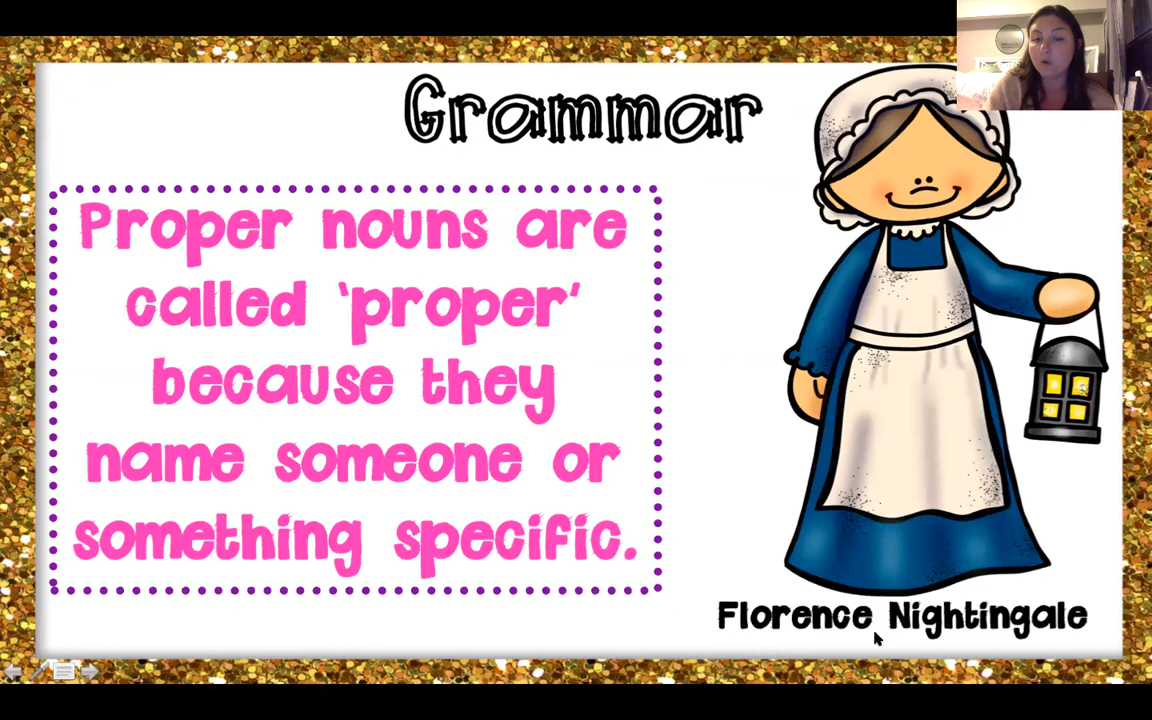 Grammar
Proper nouns are
called 'proper'
because they
name someone or
something specific.
Florence Nightingale